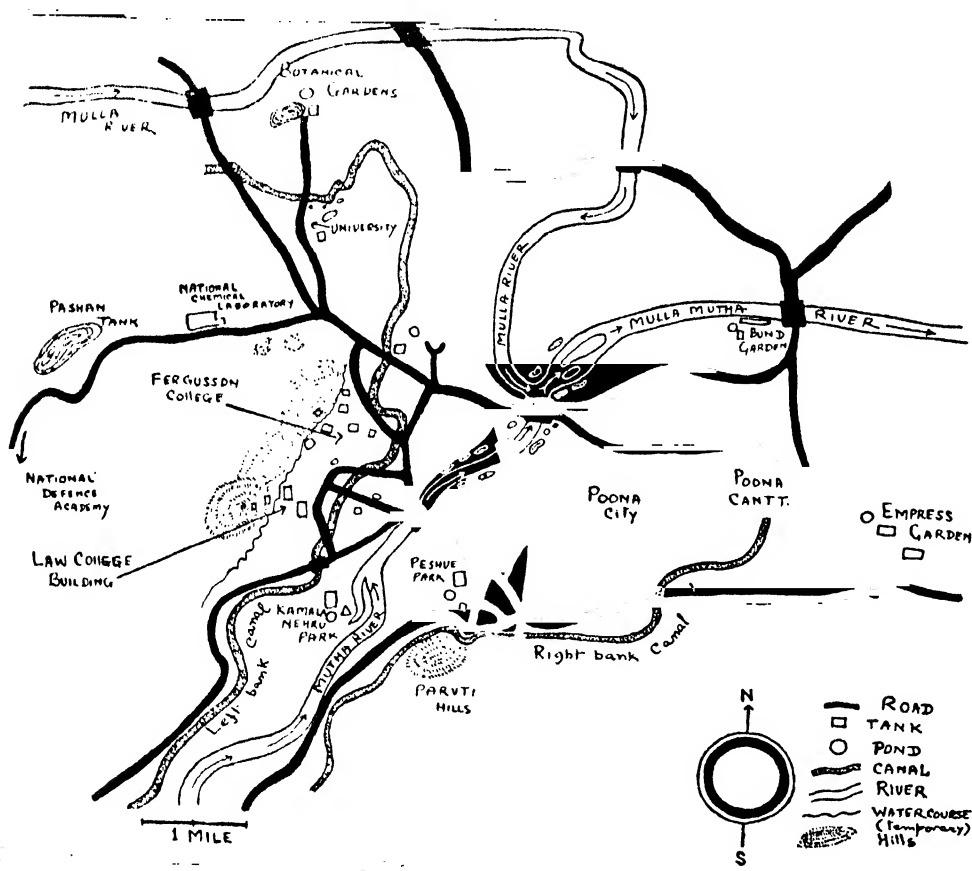 BOTANICAL
GARDENS
MULLA
RIVER
UNIVERSITY
NATIONAL
CHEMICAL
LABORATORY
PASHAN
TANK
MULLA RIVER
MULLA MUTHA RIVER
BUND
GARDEN
FERGUSSON
COLLEGE
NATIONAL
DEFENCE
ACADEMY
POONA
CITY
POONA
CANTT.
EMPRESS
GARDEN
LAW COLLEGE
BUILDING
PESHVE
PARK
KAMALA
NEHRU
PARK
MUTHA RIVER
Left bank Canal
Right bank Canal
PARVTI
HILLS
N
S
ROAD
TANK
POND
CANAL
RIVER
WATERCOURSE
(Temporary)
Hills
1 MILE